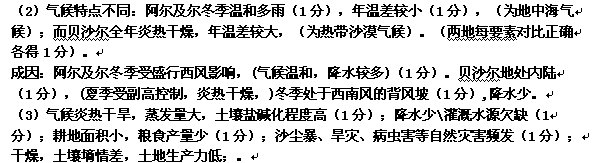 （2）气候特点不同：阿尔及尔冬季温和多雨（1分），年温差较小（1分），（为地中海气
候）；而贝沙尔全年炎热干燥，年温差较大，（为热带沙漠气候）。（两地每要素对比正确
各得1分）。
成因：阿尔及尔冬季受盛行西风影响，(气候温和，降水较多)（1分）。贝沙尔地处内陆
（1分），(夏季受副高控制，炎热干燥，)冬季处于西南风的背风坡（1分）,降水少。
（3）气候炎热干旱，蒸发量大，土壤盐碱化程度高（1分）；降水少\灌溉水源欠缺（1
分）；耕地面积小，粮食产量少（1分）；沙尘暴、旱灾、病虫害等自然灾害频发（1分）；
干燥，土壤墒情差，土地生产力低；。